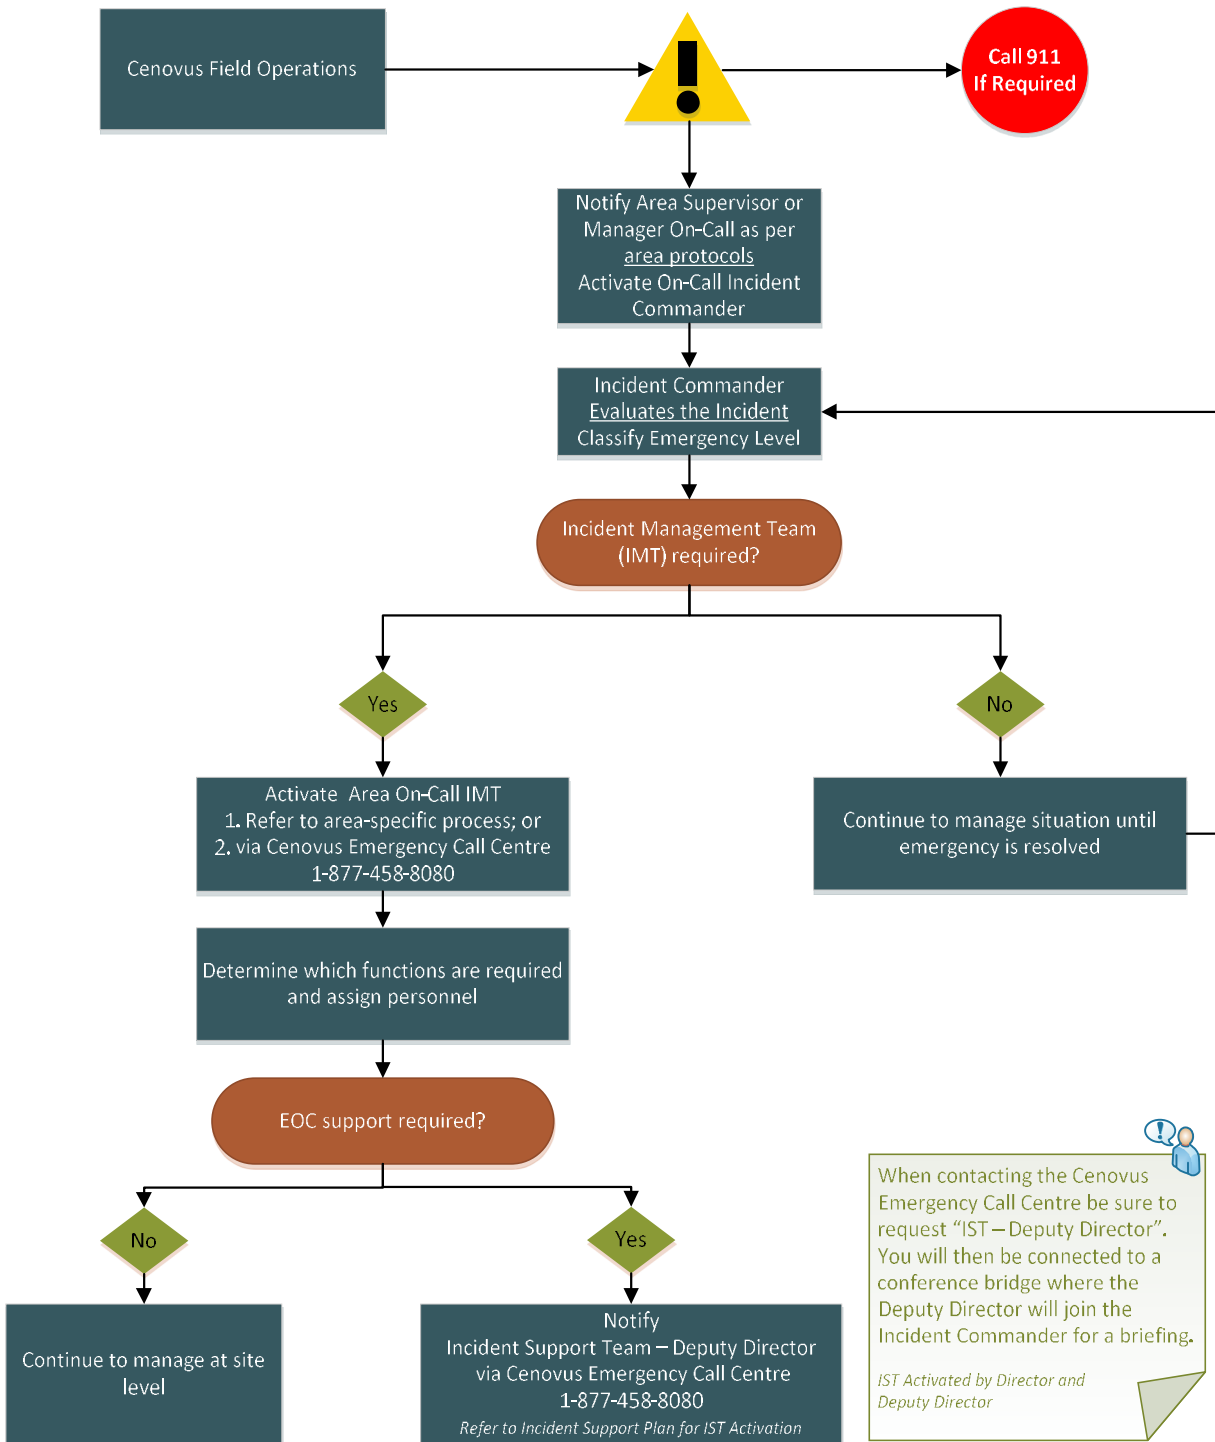 Cenovus Field Operations
Call 911
If Required
Notify Area Supervisor or
Manager On-Call as per
area protocols
Activate On-Call Incident
Commander
Incident Commander
Evaluates the Incident
Classify Emergency Level
Incident Management Team
(IMT) required?
Yes
No
Activate Area On-Call IMT
1. Refer to area-specific process; or
2. via Cenovus Emergency Call Centre
1-877-458-8080
Continue to manage situation until
emergency is resolved
Determine which functions are required
and assign personnel
EOC support required?
No
Yes
Continue to manage at site
level
Notify
Incident Support Team – Deputy Director
via Cenovus Emergency Call Centre
1-877-458-8080
Refer to Incident Support Plan for IST Activation
When contacting the Cenovus
Emergency Call Centre be sure to
request “IST – Deputy Director”.
You will then be connected to a
conference bridge where the
Deputy Director will join the
Incident Commander for a briefing.
IST Activated by Director and
Deputy Director